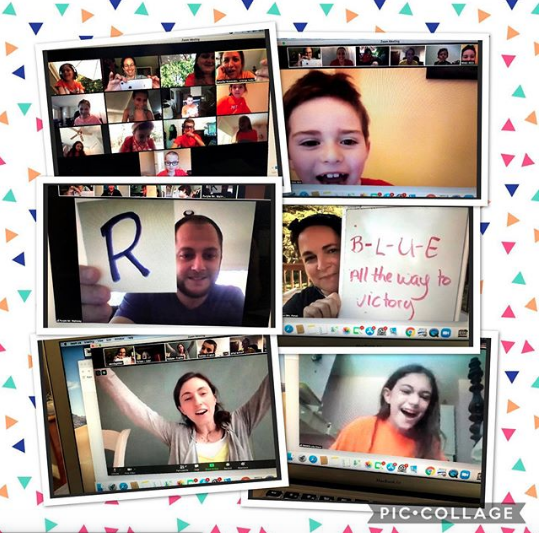 R
B-L-U-E
All the way to
victory
PIC•COLLAGE